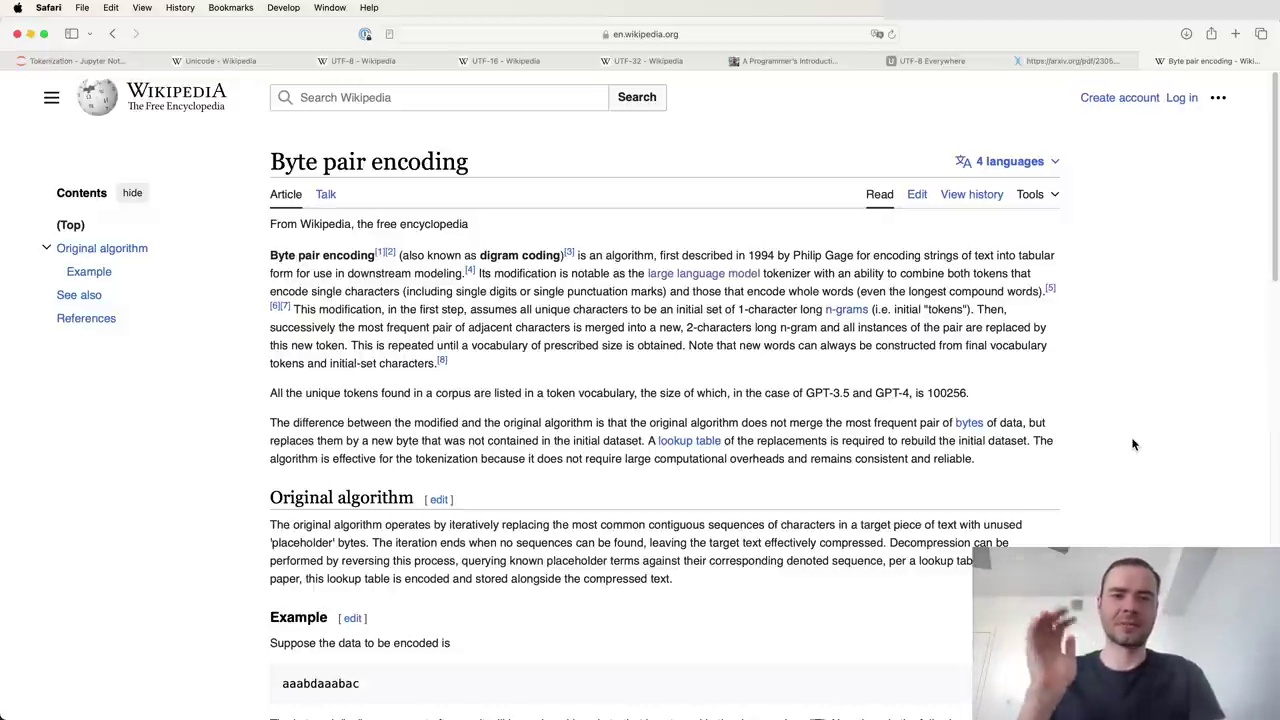 Safari File Edit View History Bookmarks Develop Window Help
en.wikipedia.org
Tokenization - Jupyter Not... Unicode - Wikipedia UTF-8 - Wikipedia UTF-16 - Wikipedia UTF-32 - Wikipedia A Programmer's Introducti... UTF-8 Everywhere https://arxiv.org/pdf/2305.... Byte pair encoding - Wiki...
WIKIPEDIA
The Free Encyclopedia
Search Wikipedia Search
Create account Log in
Byte pair encoding
4 languages
Contents hide
Article Talk
Read Edit View history Tools
(Top)
Original algorithm
Example
See also
References
From Wikipedia, the free encyclopedia
Byte pair encoding[1][2] (also known as digram coding)[3] is an algorithm, first described in 1994 by Philip Gage for encoding strings of text into tabular
form for use in downstream modeling.[4] Its modification is notable as the large language model tokenizer with an ability to combine both tokens that
encode single characters (including single digits or single punctuation marks) and those that encode whole words (even the longest compound words).[5]
[6][7] This modification, in the first step, assumes all unique characters to be an initial set of 1-character long n-grams (i.e. initial "tokens"). Then,
successively the most frequent pair of adjacent characters is merged into a new, 2-characters long n-gram and all instances of the pair are replaced by
this new token. This is repeated until a vocabulary of prescribed size is obtained. Note that new words can always be constructed from final vocabulary
tokens and initial-set characters.[8]
All the unique tokens found in a corpus are listed in a token vocabulary, the size of which, in the case of GPT-3.5 and GPT-4, is 100256.
The difference between the modified and the original algorithm is that the original algorithm does not merge the most frequent pair of bytes of data, but
replaces them by a new byte that was not contained in the initial dataset. A lookup table of the replacements is required to rebuild the initial dataset. The
algorithm is effective for the tokenization because it does not require large computational overheads and remains consistent and reliable.
Original algorithm [ edit ]
The original algorithm operates by iteratively replacing the most common contiguous sequences of characters in a target piece of text with unused
'placeholder' bytes. The iteration ends when no sequences can be found, leaving the target text effectively compressed. Decompression can be
performed by reversing this process, querying known placeholder terms against their corresponding denoted sequence, per a lookup
paper, this lookup table is encoded and stored alongside the compressed text.
Example [ edit ]
Suppose the data to be encoded is
aaabdaaabac